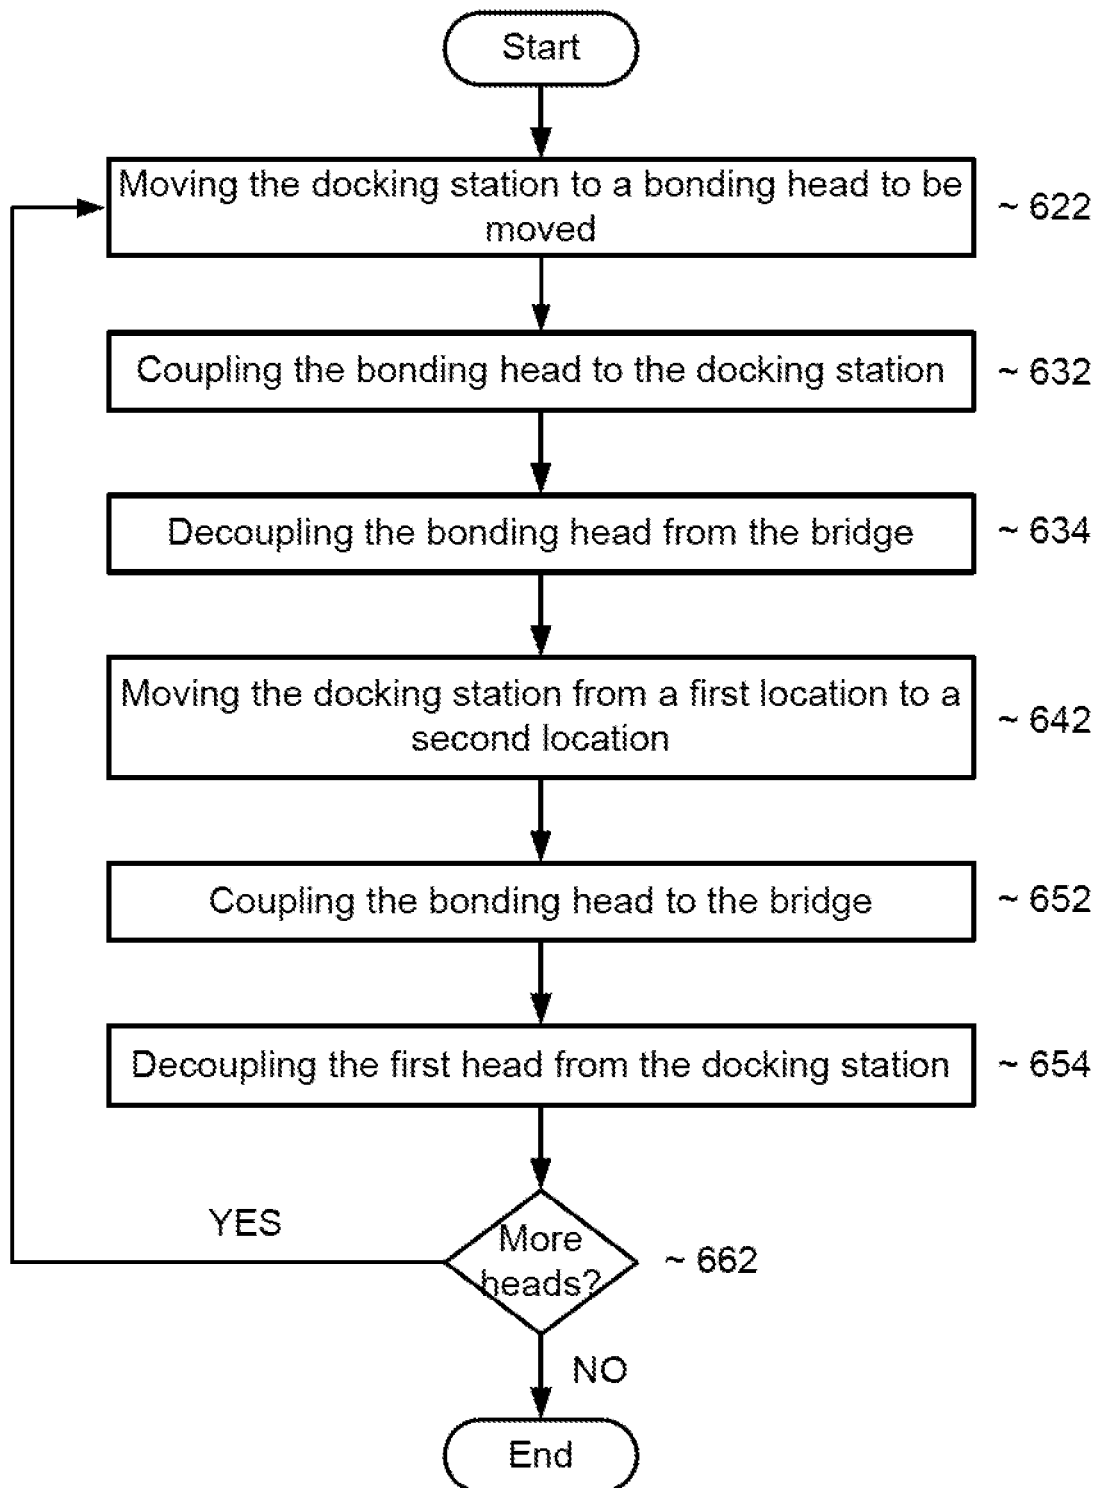 Start
Moving the docking station to a bonding head to be
moved
~ 622
Coupling the bonding head to the docking station
~ 632
Decoupling the bonding head from the bridge
~ 634
Moving the docking station from a first location to a
second location
~ 642
Coupling the bonding head to the bridge
~ 652
Decoupling the first head from the docking station
~ 654
YES
More
heads?
~ 662
NO
End